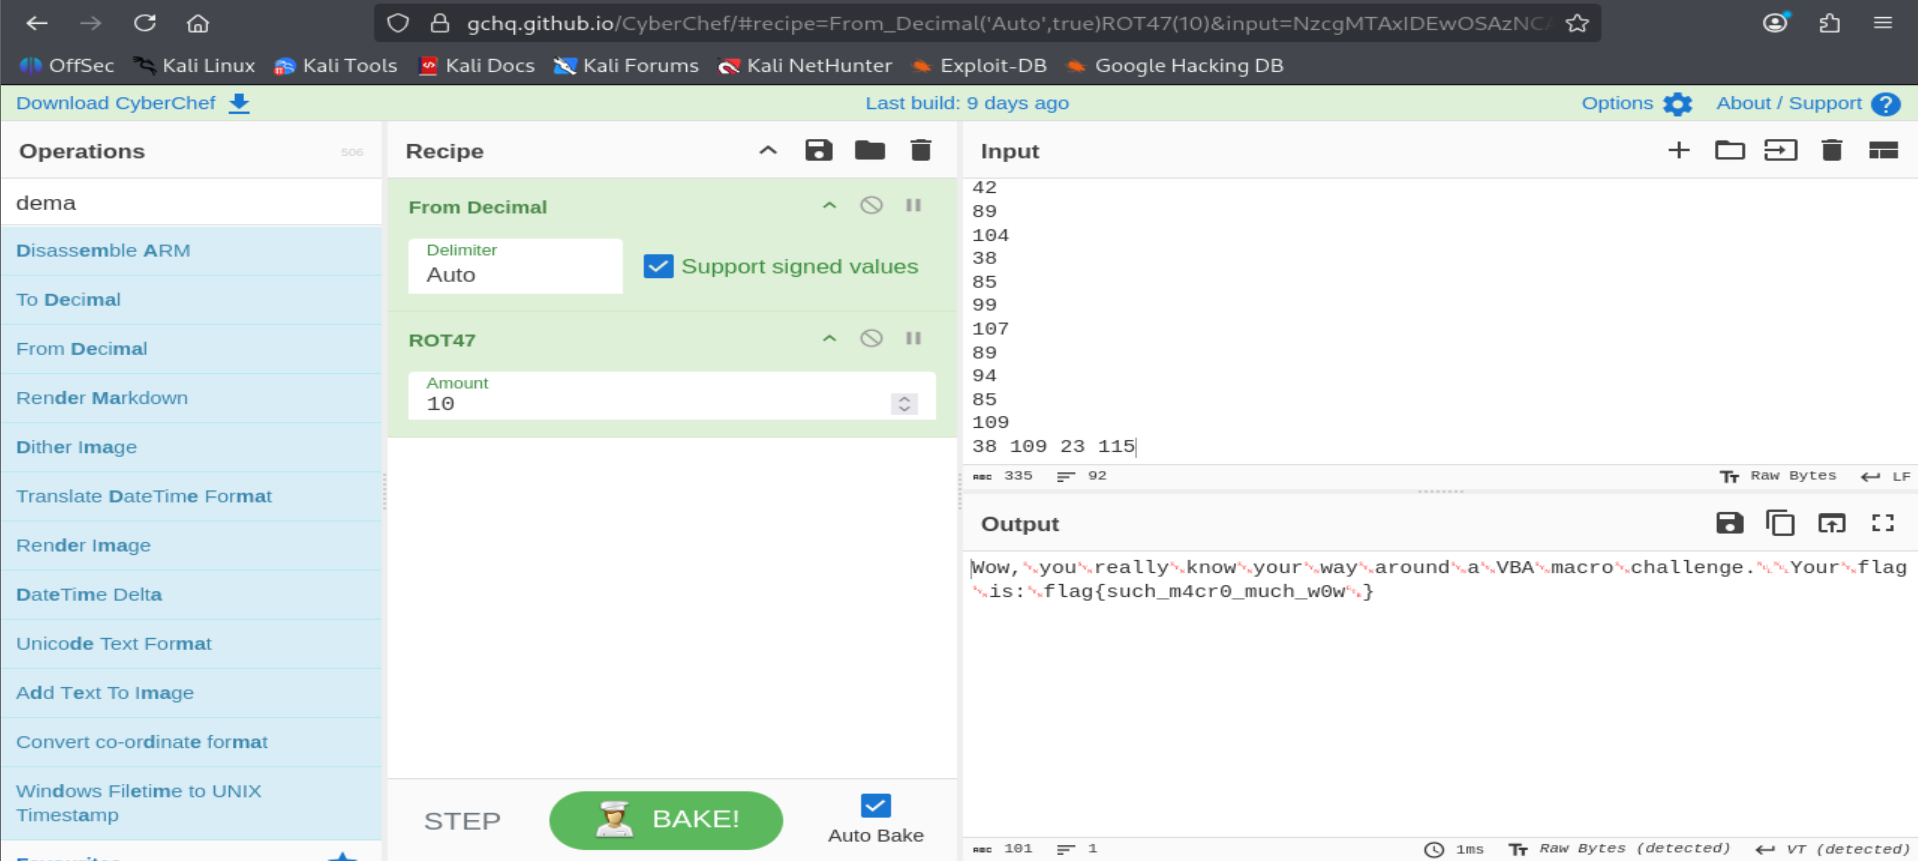 gchq.github.io/CyberChef/#recipe=From_Decimal('Auto',true)ROT47(10)&input=NzcgMTAxIDEwOSAzNC
OffSec Kali Linux Kali Tools Kali Docs Kali Forums Kali NetHunter Exploit-DB Google Hacking DB
Download CyberChef Last build: 9 days ago Options About / Support
Operations 506
dema
Disassemble ARM
To Decimal
From Decimal
Render Markdown
Dither Image
Translate DateTime Format
Render Image
DateTime Delta
Unicode Text Format
Add Text To Image
Convert co-ordinate format
Windows Filetime to UNIX
Timestamp
Favourites
Recipe
From Decimal
Delimiter
Auto
Support signed values
ROT47
Amount
10
STEP
BAKE!
Auto Bake
Input
42
89
104
38
85
99
107
89
94
85
109
38 109 23 115
ABC 335 92 Tт Raw Bytes LF
Output
Wow, you really know your way around a VBA macro challenge. Your flag
is: flag{such_m4cr0_much_w0w }
ABC 101 1 1ms Tт Raw Bytes (detected) VT (detected)